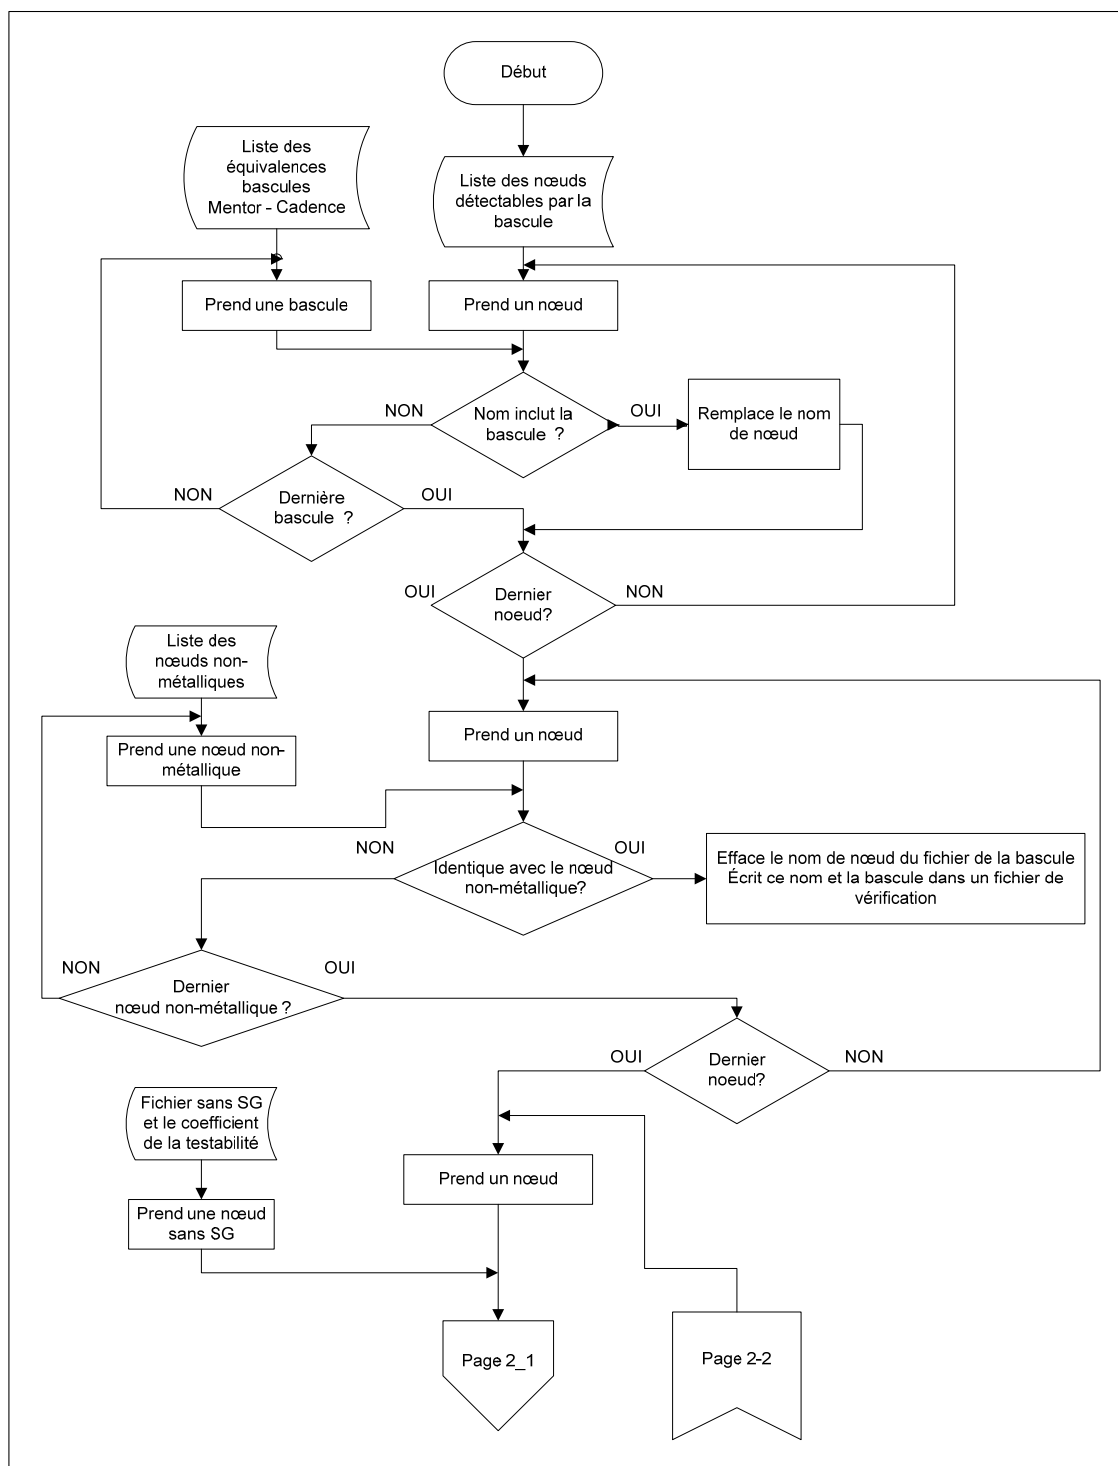 Début
Liste des
équivalences
bascules
Mentor - Cadence
Liste des nœuds
détectables par la
bascule
Prend une bascule
Prend un nœud
NON
Nom inclut la
bascule ?
OUI
Remplace le nom
de nœud
NON
Dernière
bascule ?
OUI
OUI
Dernier
noeud?
NON
Liste des
nœuds non-
métalliques
Prend un nœud
Prend une nœud non-
métallique
NON
Identique avec le nœud
non-métallique?
OUI
Efface le nom de nœud du fichier de la bascule
Écrit ce nom et la bascule dans un fichier de
vérification
NON
Dernier
nœud non-métallique ?
OUI
OUI
Dernier
noeud?
NON
Fichier sans SG
et le coefficient
de la testabilité
Prend un nœud
Prend une nœud
sans SG
Page 2_1
Page 2-2